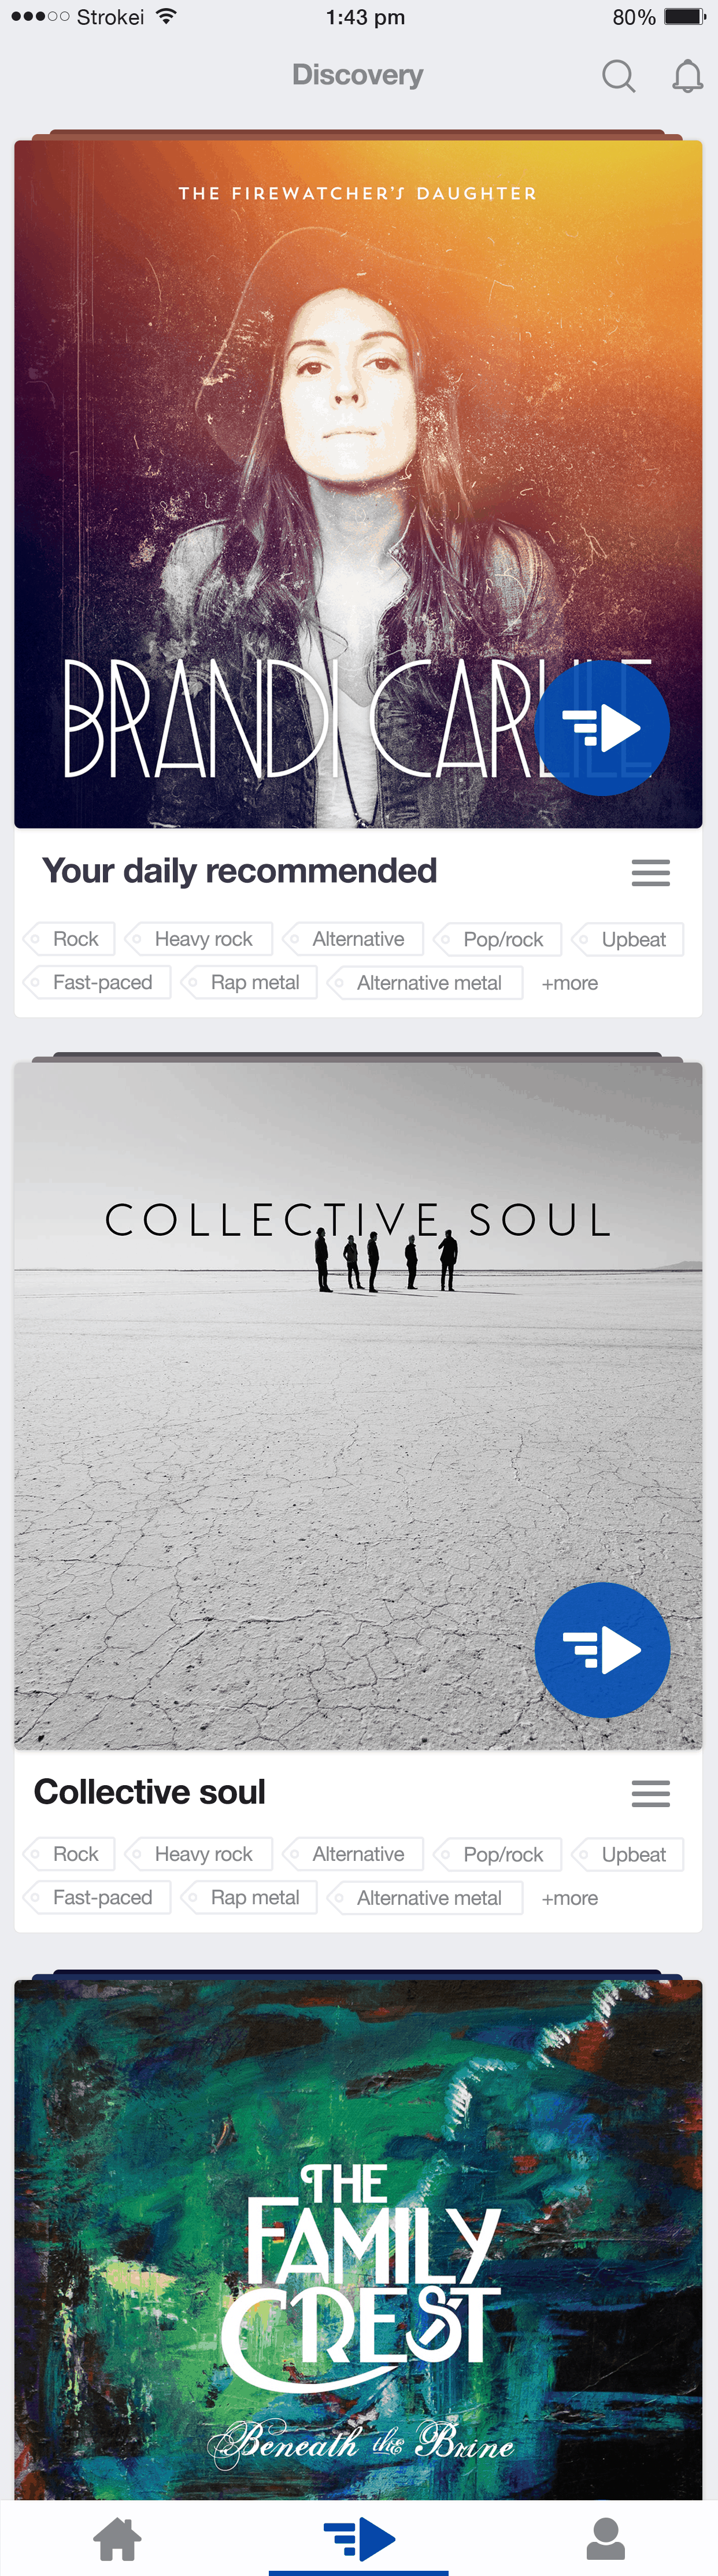 Strokei 1:43 pm 80%
Discovery
THE FIREWATCHER'S DAUGHTER
BRANDI CARLILE
Your daily recommended
Rock Heavy rock Alternative Pop/rock Upbeat
Fast-paced Rap metal Alternative metal +more
COLLECTIVE SOUL
Collective soul
Rock Heavy rock Alternative Pop/rock Upbeat
Fast-paced Rap metal Alternative metal +more
THE
FAMILY
CREST
Beneath the Brine